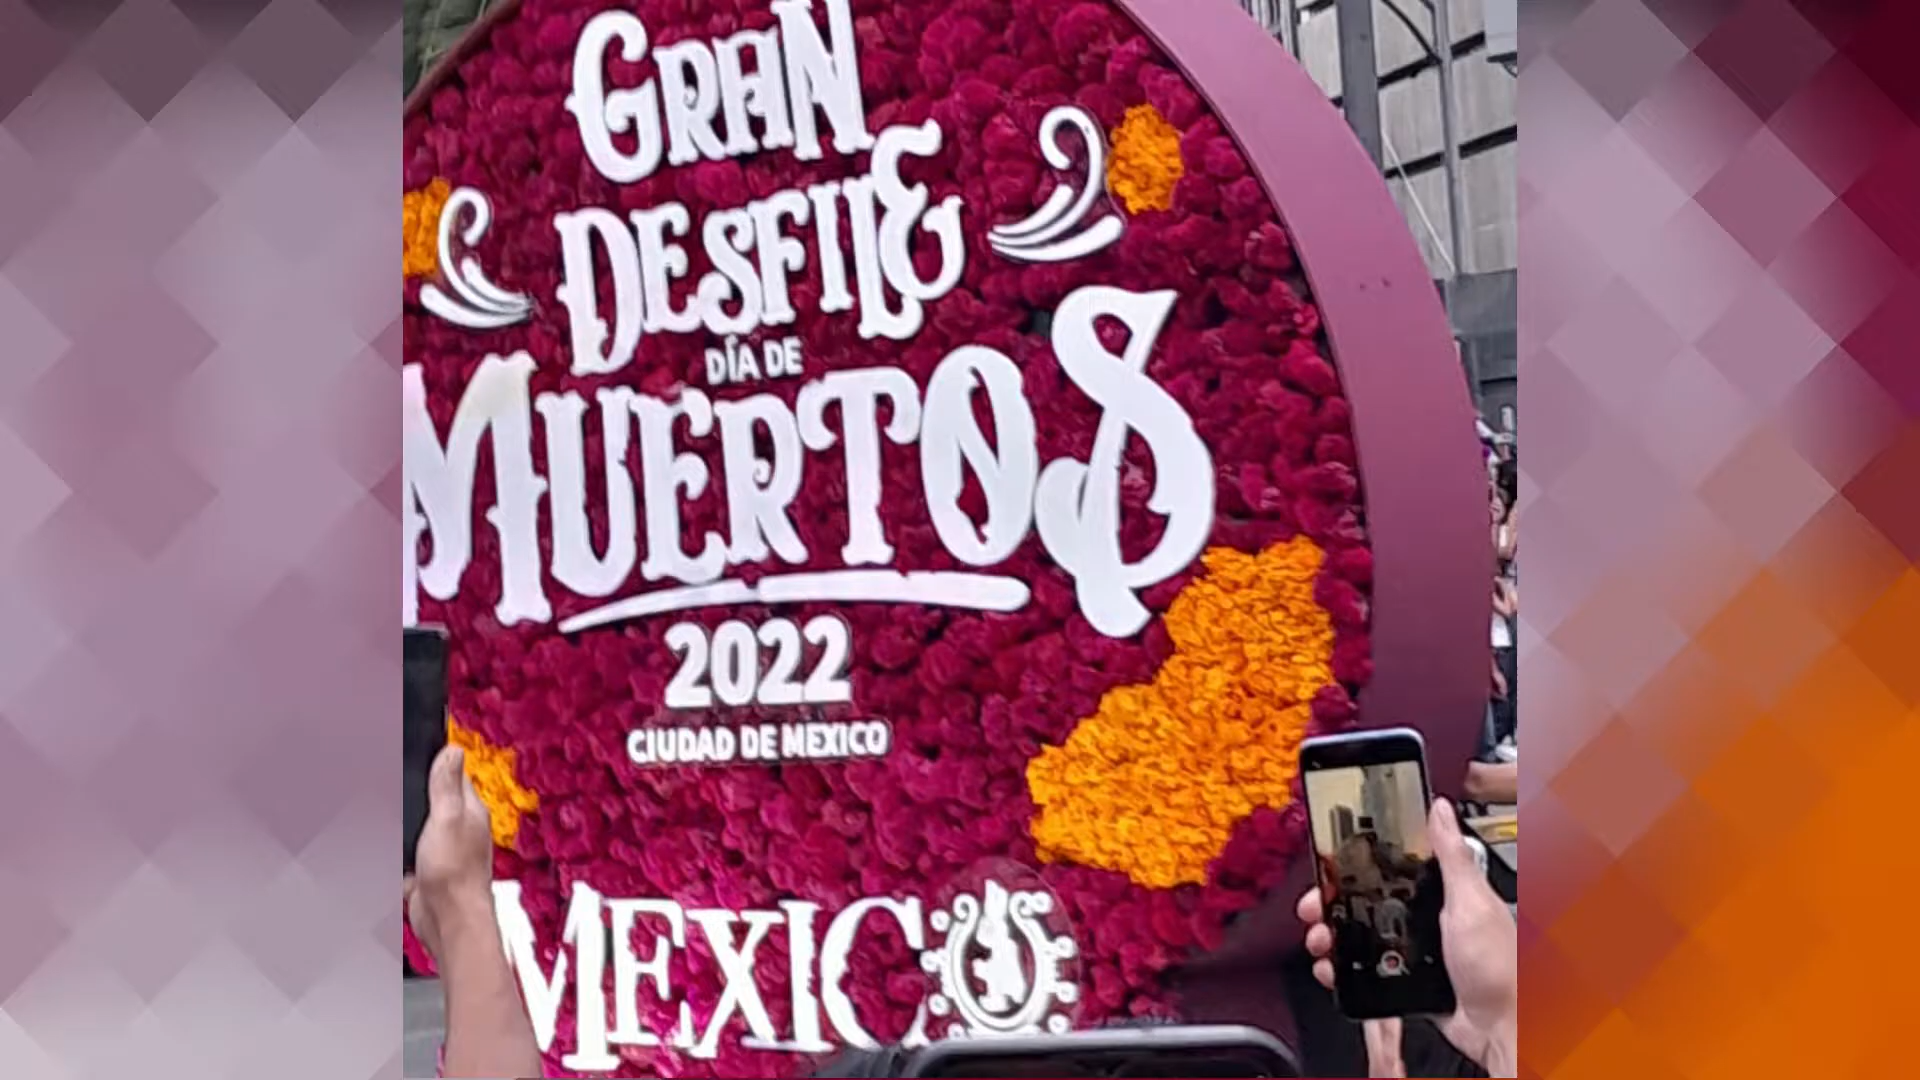 GRAN
DESFILE
DÍA DE
MUERTOS
2022
CIUDAD DE MEXICO
MEXICO